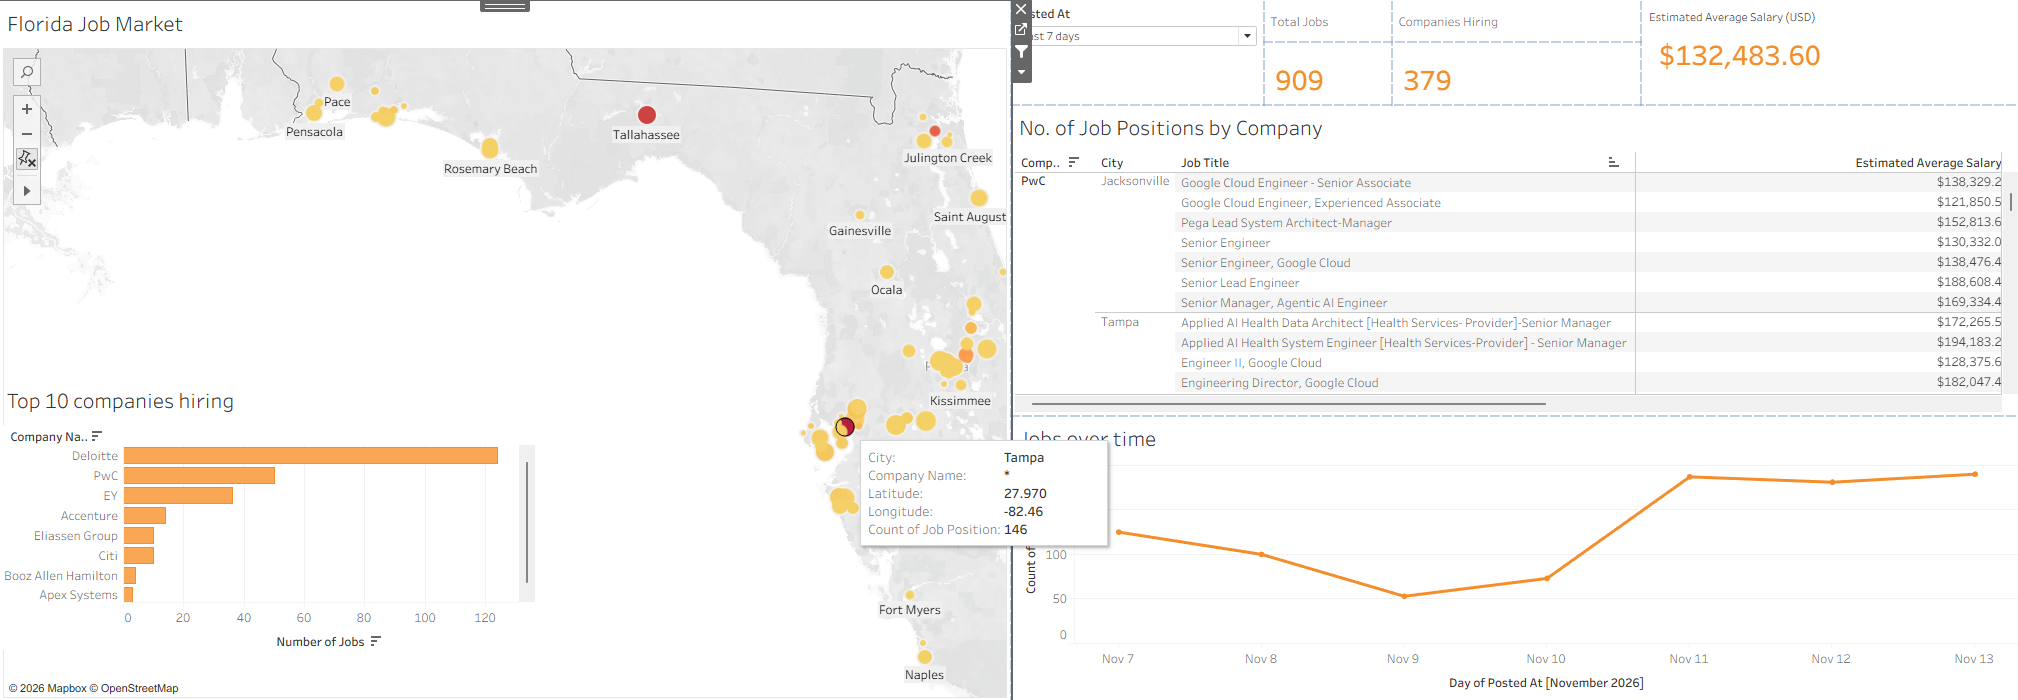 Florida Job Market
Pace
Pensacola
Rosemary Beach
Tallahassee
Julington Creek
Saint August
Gainesville
Ocala
Kissimmee
Fort Myers
Naples
City: Tampa
Company Name: *
Latitude: 27.970
Longitude: -82.46
Count of Job Position: 146
Top 10 companies hiring
Company Na..
Deloitte
PwC
EY
Accenture
Eliassen Group
Citi
Booz Allen Hamilton
Apex Systems
0 20 40 60 80 100 120
Number of Jobs
© 2026 Mapbox © OpenStreetMap
sted At
st 7 days
Total Jobs
909
Companies Hiring
379
Estimated Average Salary (USD)
$132,483.60
No. of Job Positions by Company
Comp.. City Job Title Estimated Average Salary
PwC Jacksonville Google Cloud Engineer - Senior Associate $138,329.2
Google Cloud Engineer, Experienced Associate $121,850.5
Pega Lead System Architect-Manager $152,813.6
Senior Engineer $130,332.0
Senior Engineer, Google Cloud $138,476.4
Senior Lead Engineer $188,608.4
Senior Manager, Agentic AI Engineer $169,334.4
Tampa Applied AI Health Data Architect [Health Services- Provider]-Senior Manager $172,265.5
Applied AI Health System Engineer [Health Services-Provider] - Senior Manager $194,183.2
Engineer II, Google Cloud $128,375.6
Engineering Director, Google Cloud $182,047.4
Jobs over time
Count of
100
50
0
Nov 7 Nov 8 Nov 9 Nov 10 Nov 11 Nov 12 Nov 13
Day of Posted At [November 2026]